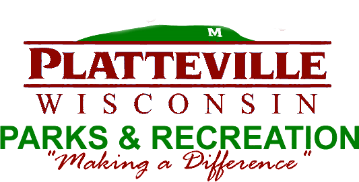 M
PLATTEVILLE
WISCONSIN
PARKS & RECREATION
"Making a Difference"